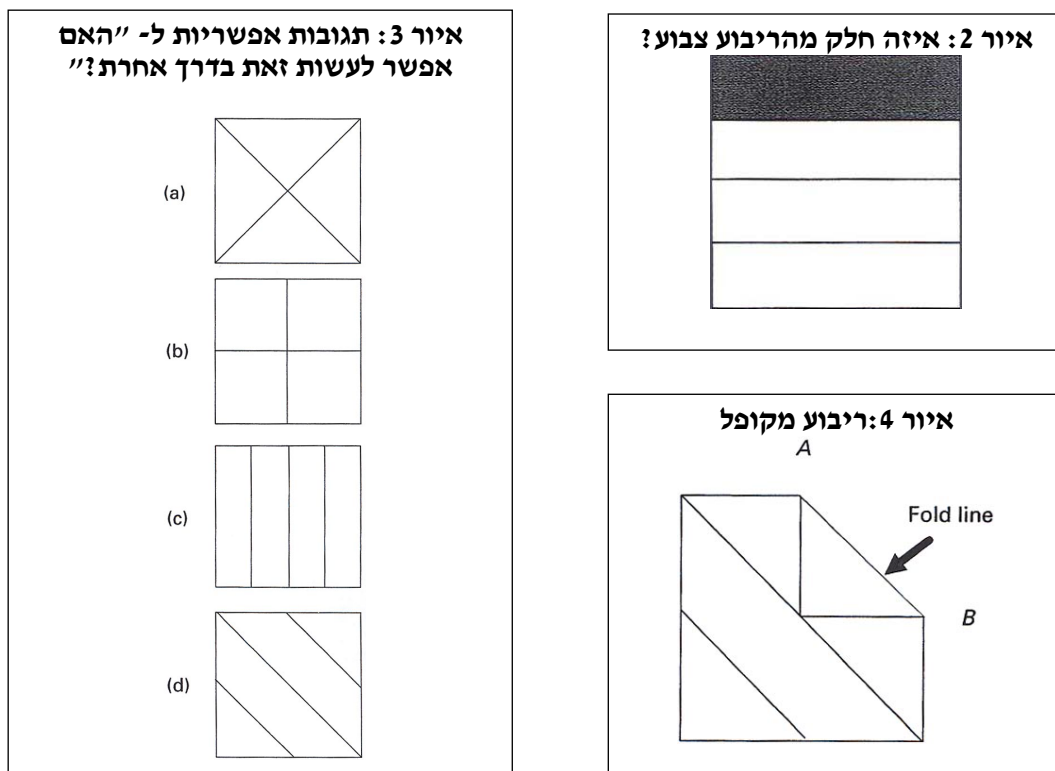 איור 2: איזה חלק מהריבוע צבוע?
איור 3: תגובות אפשריות ל- "האם
אפשר לעשות זאת בדרך אחרת?"
(a)
(b)
(c)
(d)
איור 4:ריבוע מקופל
A
Fold line
B